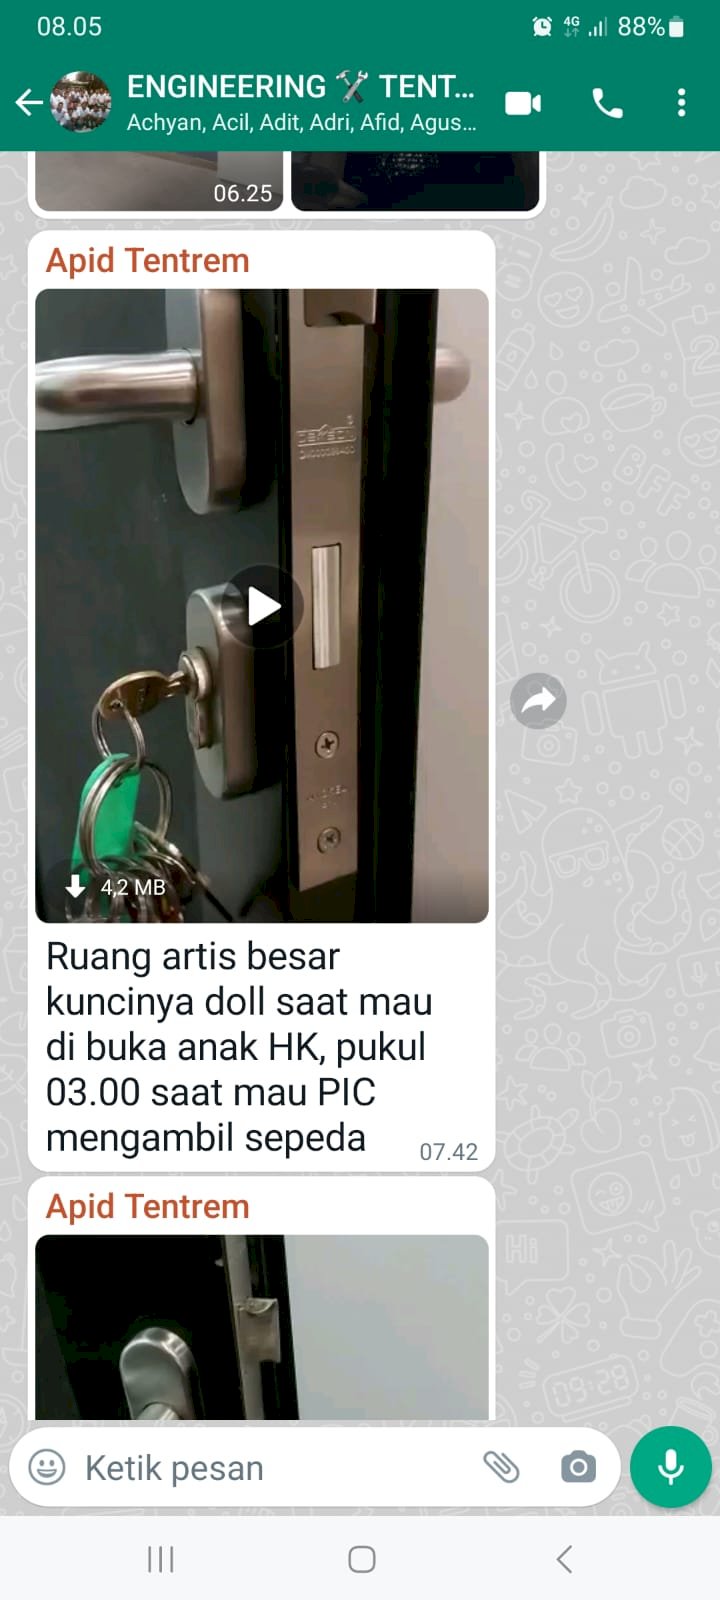 08.05
4G
88%
ENGINEERING 🛠 TENT...
Achyan, Acil, Adit, Adri, Afid, Agus...
06.25
Apid Tentrem
4,2 MB
Ruang artis besar
kuncinya doll saat mau
di buka anak HK, pukul
03.00 saat mau PIC
mengambil sepeda
07.42
Apid Tentrem
Ketik pesan